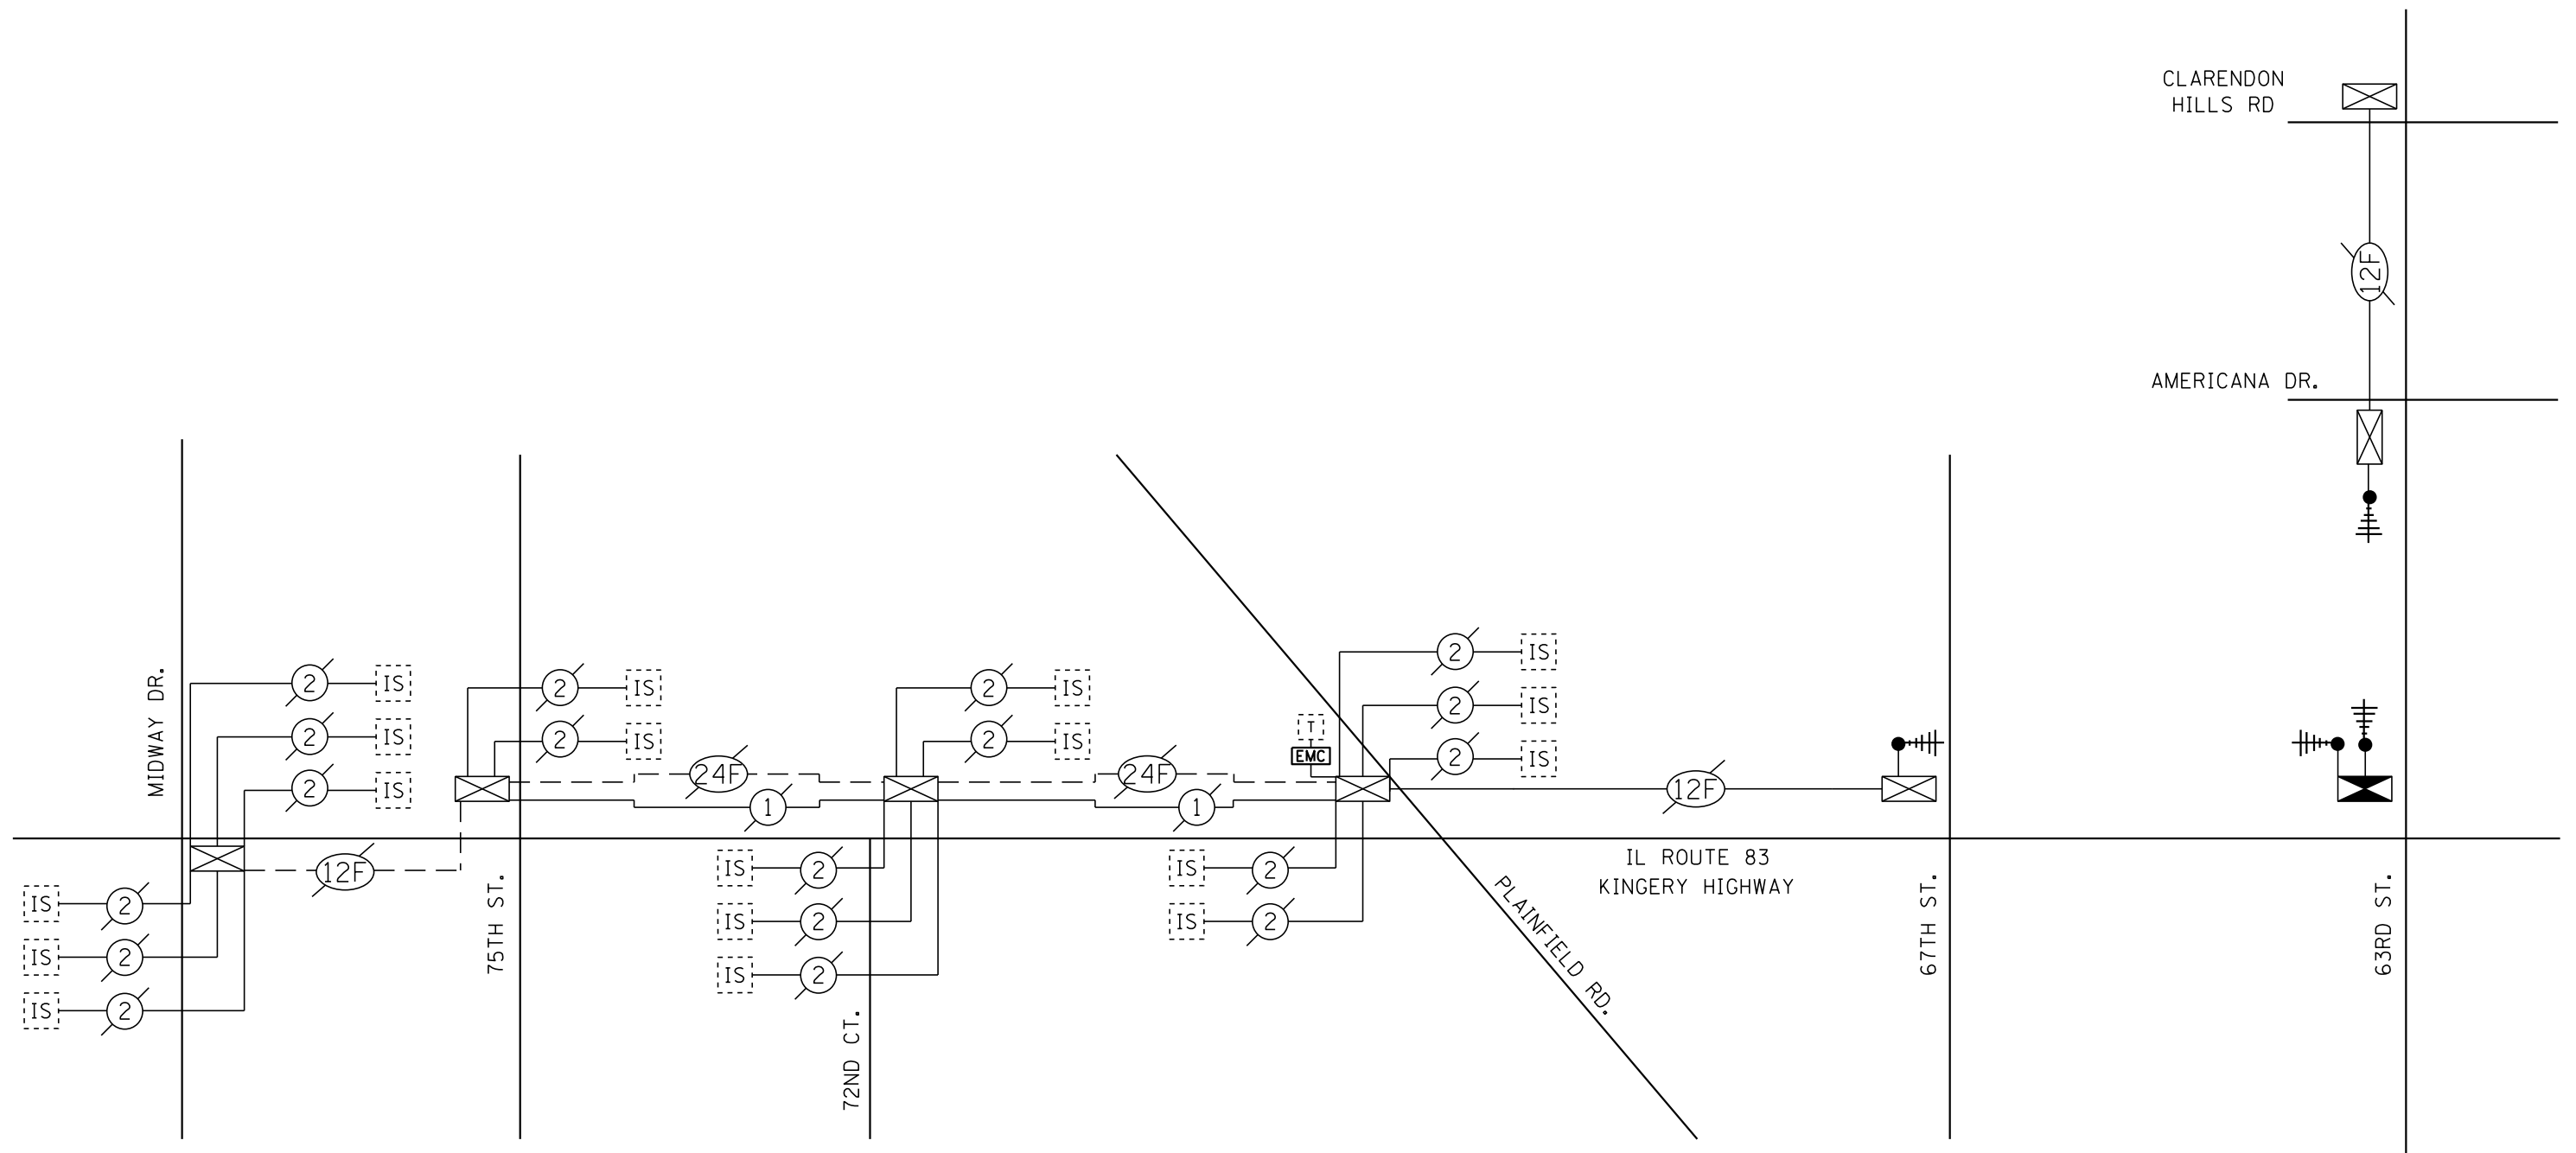 CLARENDON
HILLS RD
12F
AMERICANA DR.
MIDWAY DR.
2 IS
2 IS
2 IS
2 IS
2 IS
24F
1
2 IS
2 IS
24F
1
T
EMC
2 IS
2 IS
2 IS
12F
12F
IS 2
IS 2
IS 2
75TH ST.
IS 2
IS 2
IS 2
72ND CT.
IS 2
IS 2
PLAINFIELD RD.
IL ROUTE 83
KINGERY HIGHWAY
67TH ST.
63RD ST.